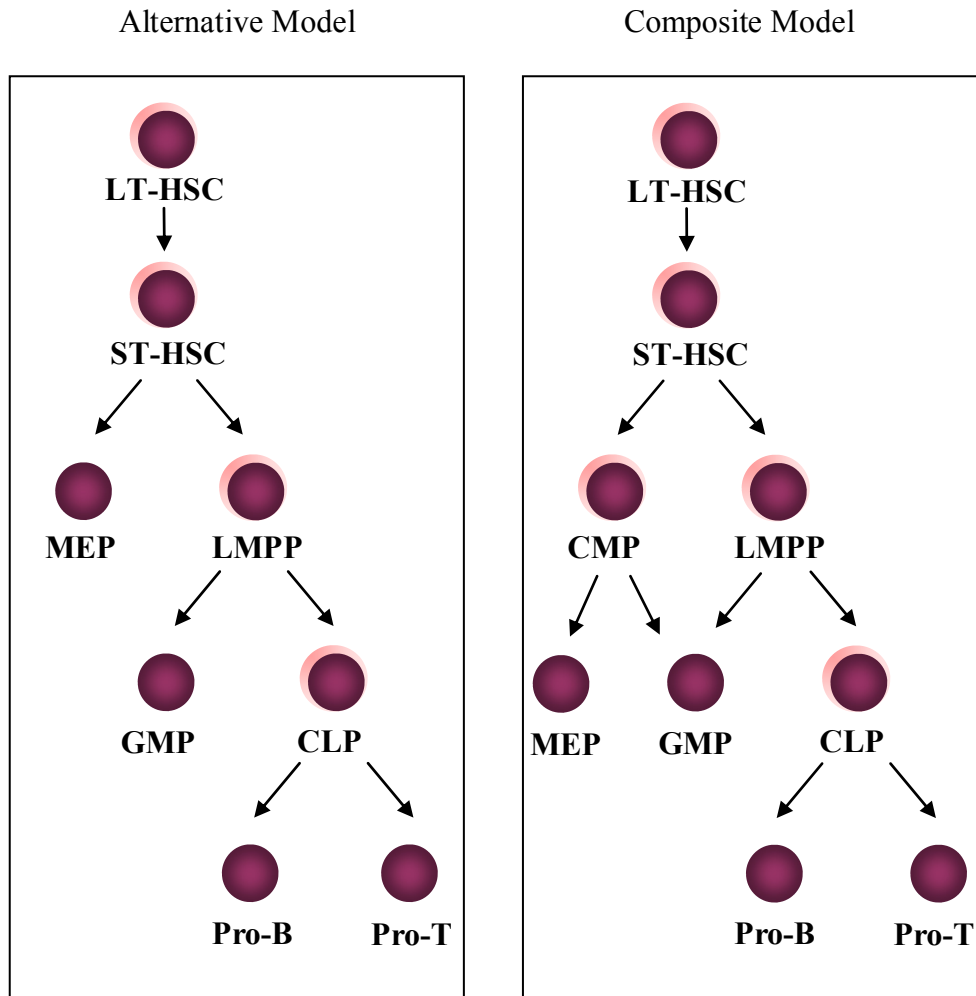 Alternative Model
LT-HSC
ST-HSC
MEP LMPP
GMP CLP
Pro-B Pro-T
Composite Model
LT-HSC
ST-HSC
CMP LMPP
MEP GMP CLP
Pro-B Pro-T